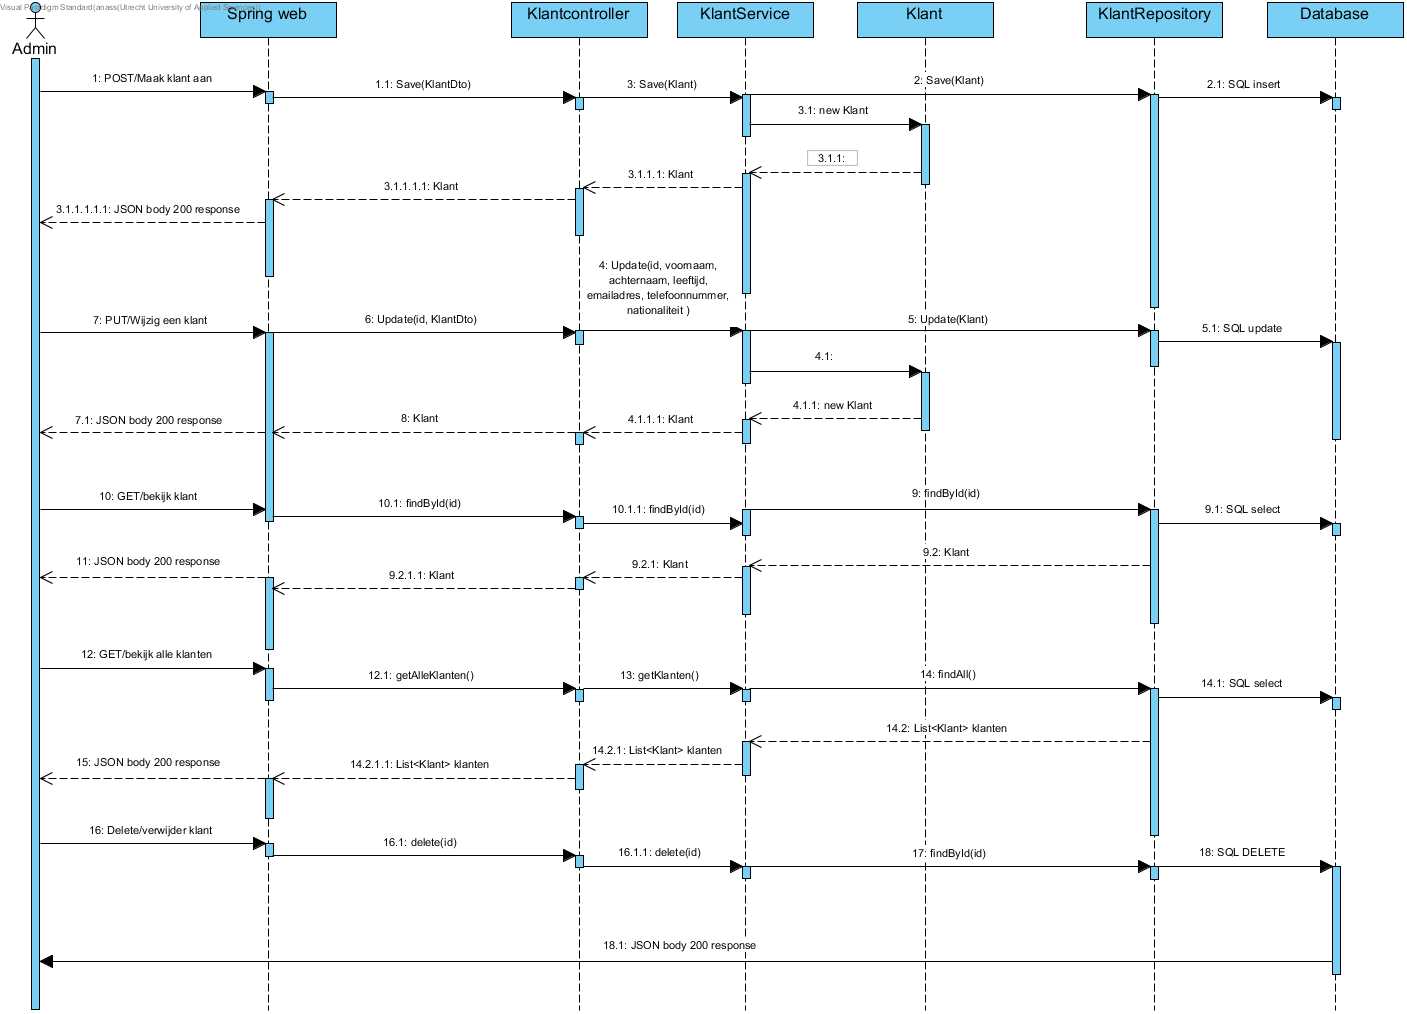 Visual Paradigm Standard(anass(Utrecht University of Applied Sciences))
Admin
Spring web
Klantcontroller
KlantService
Klant
KlantRepository
Database
1: POST/Maak klant aan
1.1: Save(KlantDto)
3: Save(Klant)
2: Save(Klant)
2.1: SQL insert
3.1: new Klant
3.1.1:
3.1.1.1: Klant
3.1.1.1.1: Klant
3.1.1.1.1.1: JSON body 200 response
4: Update(id, voornaam,
achternaam, leeftijd,
emailadres, telefoonnummer,
nationaliteit )
7: PUT/Wijzig een klant
6: Update(id, KlantDto)
5: Update(Klant)
5.1: SQL update
4.1:
4.1.1: new Klant
4.1.1.1: Klant
8: Klant
7.1: JSON body 200 response
10: GET/bekijk klant
10.1: findById(id)
10.1.1: findById(id)
9: findById(id)
9.1: SQL select
9.2: Klant
9.2.1: Klant
9.2.1.1: Klant
11: JSON body 200 response
12: GET/bekijk alle klanten
12.1: getAlleKlanten()
13: getKlanten()
14: findAll()
14.1: SQL select
14.2: List<Klant> klanten
14.2.1: List<Klant> klanten
14.2.1.1: List<Klant> klanten
15: JSON body 200 response
16: Delete/verwijder klant
16.1: delete(id)
16.1.1: delete(id)
17: findById(id)
18: SQL DELETE
18.1: JSON body 200 response